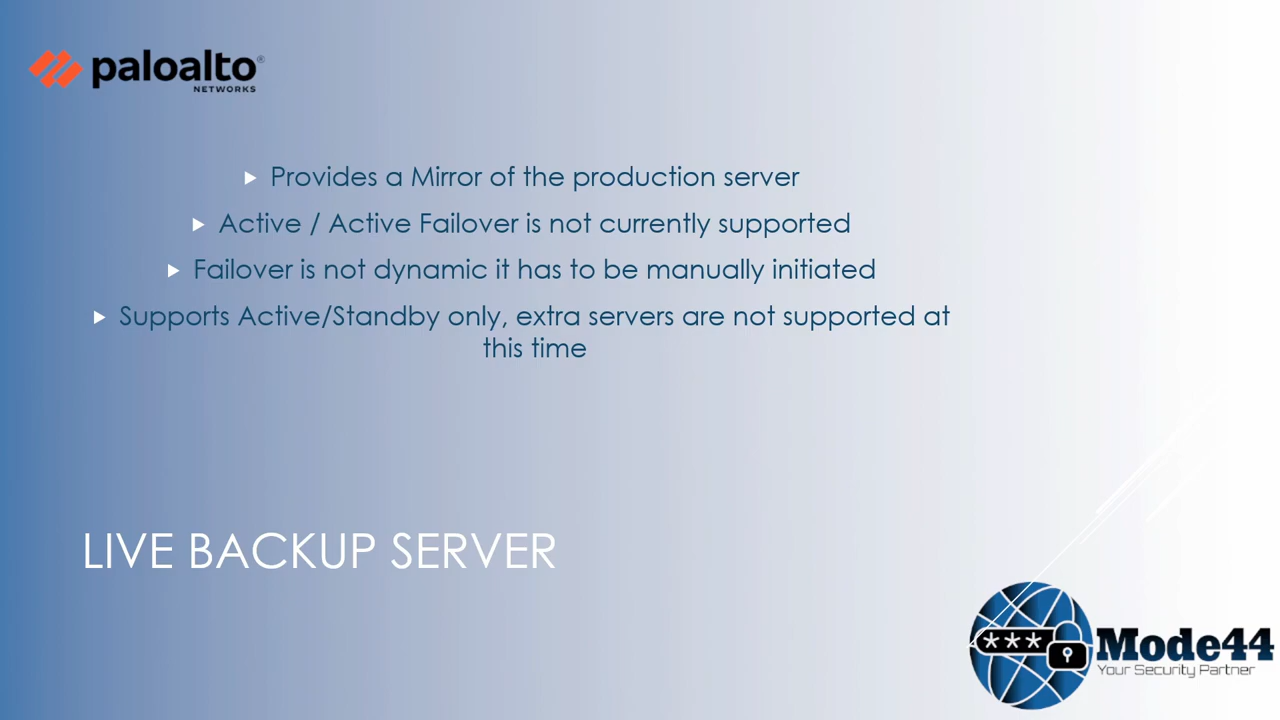 paloalto®
NETWORKS
Provides a Mirror of the production server
Active / Active Failover is not currently supported
Failover is not dynamic it has to be manually initiated
Supports Active/Standby only, extra servers are not supported at
this time
LIVE BACKUP SERVER
***
Mode44
Your Security Partner